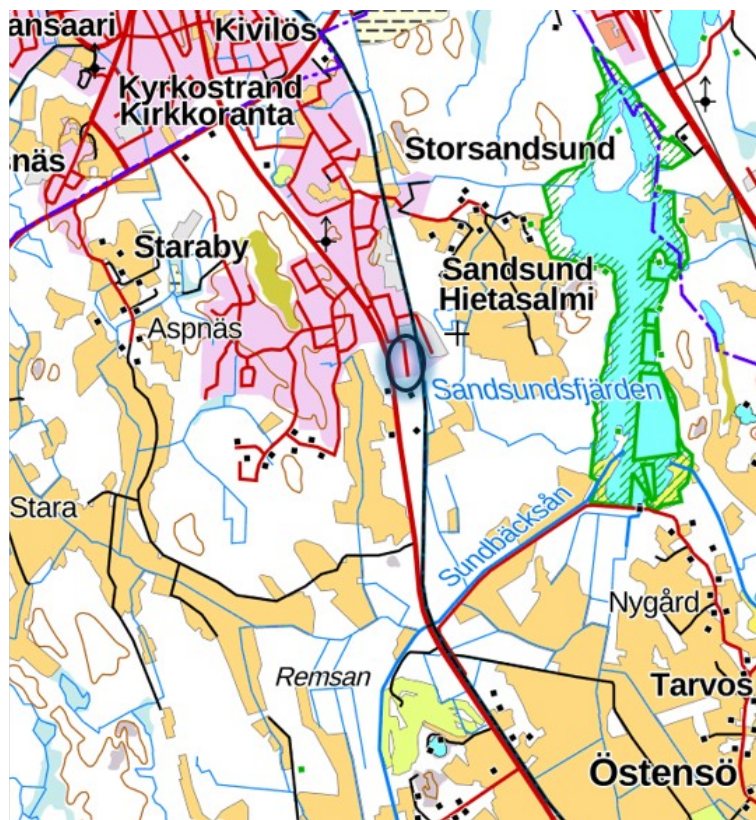 ansaari
Kivilös
Kyrkostrand
Kirkkoranta
näs
Storsandsund
Staraby
Sandsund
Hietasalmi
Aspnäs
Sandsundsfjärden
Stara
Sundbäcksån
Nygård
Remsan
Tarvos
Östensö